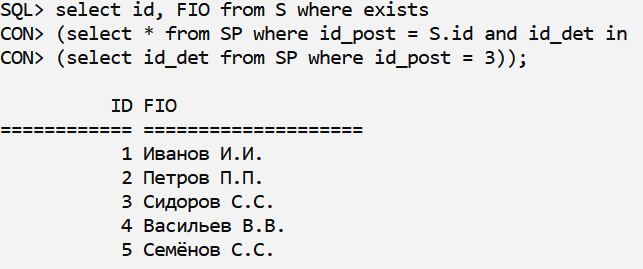 SQL> select id, FIO from S where exists
CON> (select * from SP where id_post = S.id and id_det in
CON> (select id_det from SP where id_post = 3));
ID FIO
============ ====================
1 Иванов И.И.
2 Петров П.П.
3 Сидоров С.С.
4 Васильев В.В.
5 Семёнов С.С.